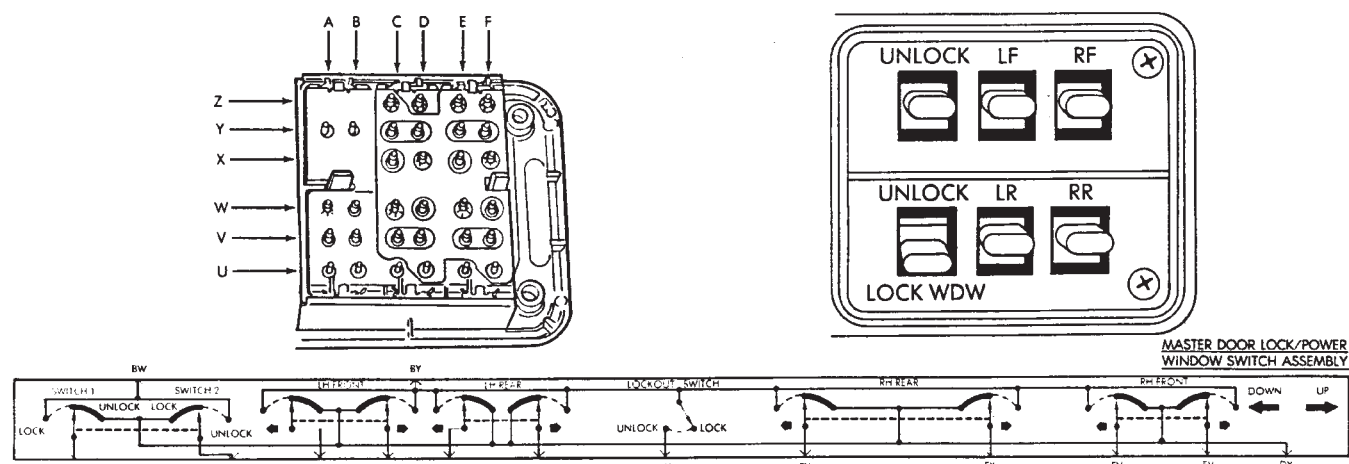 A B C D E F
Z
Y
X
W
V
U
UNLOCK LF RF
UNLOCK LR RR
LOCK WDW
MASTER DOOR LOCK/POWER
WINDOW SWITCH ASSEMBLY
BW BY
SWITCH 1 SWITCH 2 LH FRONT LH REAR LOCKOUT SWITCH RH REAR RH FRONT
DOWN UP
UNLOCK LOCK
LOCK UNLOCK UNLOCK LOCK